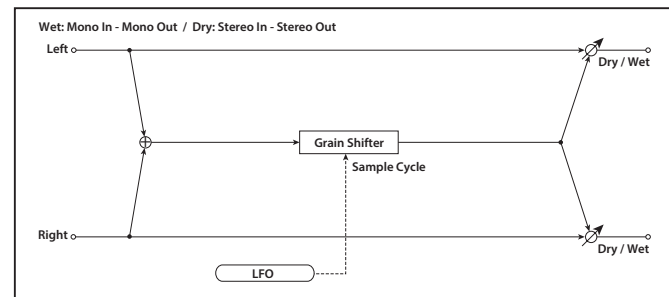 Wet: Mono In - Mono Out / Dry: Stereo In - Stereo Out
Left
Dry / Wet
Grain Shifter
Sample Cycle
Right
Dry / Wet
LFO